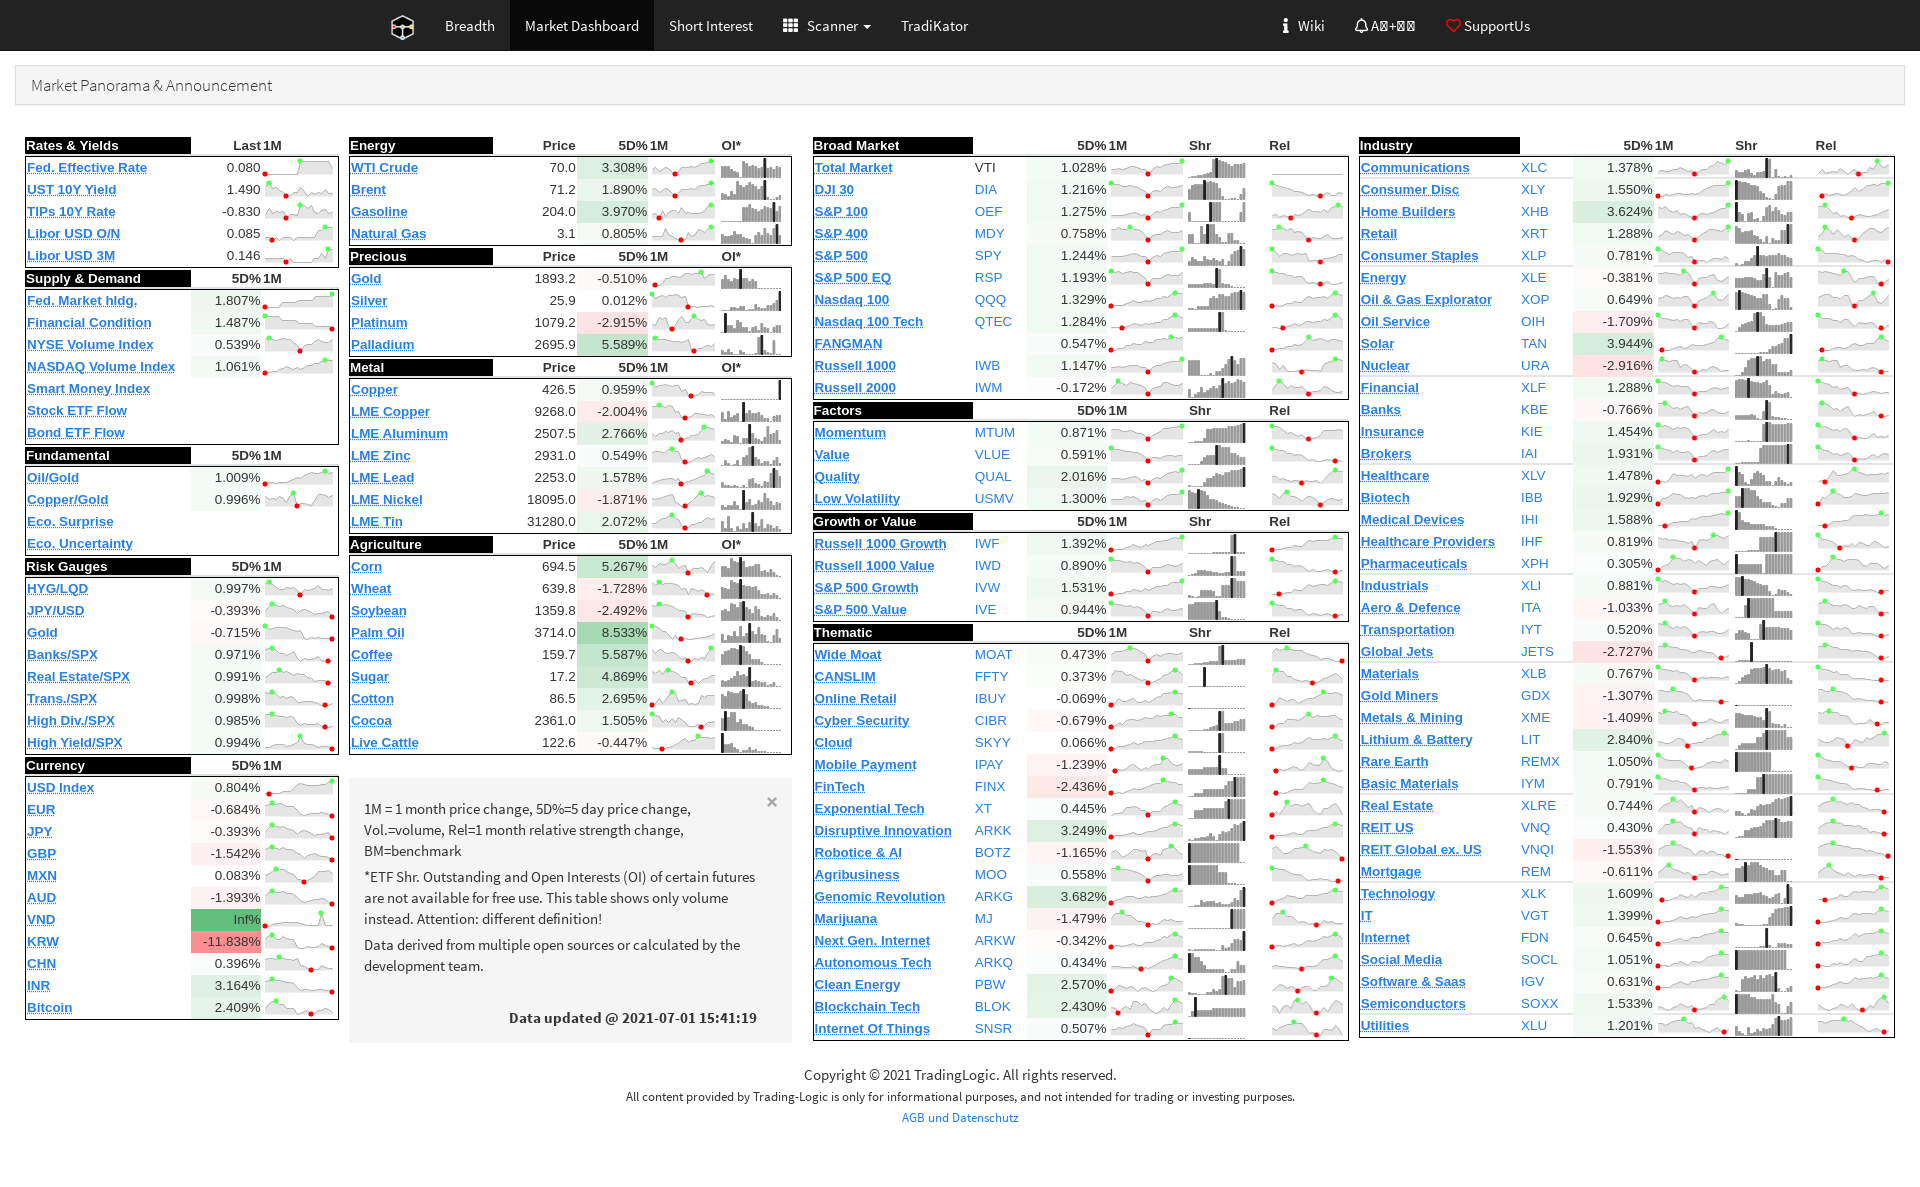 Breadth Market Dashboard Short Interest Scanner TradiKator Wiki SupportUs
Market Panorama & Announcement
Rates & Yields Last 1M
Fed. Effective Rate 0.080
UST 10Y Yield 1.490
TIPs 10Y Rate -0.830
Libor USD O/N 0.085
Libor USD 3M 0.146
Supply & Demand 5D% 1M
Fed. Market hldg. 1.807%
Financial Condition 1.487%
NYSE Volume Index 0.539%
NASDAQ Volume Index 1.061%
Smart Money Index
Stock ETF Flow
Bond ETF Flow
Fundamental 5D% 1M
Oil/Gold 1.009%
Copper/Gold 0.996%
Eco. Surprise
Eco. Uncertainty
Risk Gauges 5D% 1M
HYG/LQD 0.997%
JPY/USD -0.393%
Gold -0.715%
Banks/SPX 0.971%
Real Estate/SPX 0.991%
Trans./SPX 0.998%
High Div./SPX 0.985%
High Yield/SPX 0.994%
Currency 5D% 1M
USD Index 0.804%
EUR -0.684%
JPY -0.393%
GBP -1.542%
MXN 0.083%
AUD -1.393%
VND Inf%
KRW -11.838%
CHN 0.396%
INR 3.164%
Bitcoin 2.409%
Energy Price 5D% 1M OI*
WTI Crude 70.0 3.308%
Brent 71.2 1.890%
Gasoline 204.0 3.970%
Natural Gas 3.1 0.805%
Precious Price 5D% 1M OI*
Gold 1893.2 -0.510%
Silver 25.9 0.012%
Platinum 1079.2 -2.915%
Palladium 2695.9 5.589%
Metal Price 5D% 1M OI*
Copper 426.5 0.959%
LME Copper 9268.0 -2.004%
LME Aluminum 2507.5 2.766%
LME Zinc 2931.0 0.549%
LME Lead 2253.0 1.578%
LME Nickel 18095.0 -1.871%
LME Tin 31280.0 2.072%
Agriculture Price 5D% 1M OI*
Corn 694.5 5.267%
Wheat 639.8 -1.728%
Soybean 1359.8 -2.492%
Palm Oil 3714.0 8.533%
Coffee 159.7 5.587%
Sugar 17.2 4.869%
Cotton 86.5 2.695%
Cocoa 2361.0 1.505%
Live Cattle 122.6 -0.447%
×
1M = 1 month price change, 5D%=5 day price change,
Vol.=volume, Rel=1 month relative strength change,
BM=benchmark
*ETF Shr. Outstanding and Open Interests (OI) of certain futures
are not available for free use. This table shows only volume
instead. Attention: different definition!
Data derived from multiple open sources or calculated by the
development team.
Data updated @ 2021-07-01 15:41:19
Broad Market 5D% 1M Shr Rel
Total Market VTI 1.028%
DJI 30 DIA 1.216%
S&P 100 OEF 1.275%
S&P 400 MDY 0.758%
S&P 500 SPY 1.244%
S&P 500 EQ RSP 1.193%
Nasdaq 100 QQQ 1.329%
Nasdaq 100 Tech QTEC 1.284%
FANGMAN 0.547%
Russell 1000 IWB 1.147%
Russell 2000 IWM -0.172%
Factors 5D% 1M Shr Rel
Momentum MTUM 0.871%
Value VLUE 0.591%
Quality QUAL 2.016%
Low Volatility USMV 1.300%
Growth or Value 5D% 1M Shr Rel
Russell 1000 Growth IWF 1.392%
Russell 1000 Value IWD 0.890%
S&P 500 Growth IVW 1.531%
S&P 500 Value IVE 0.944%
Thematic 5D% 1M Shr Rel
Wide Moat MOAT 0.473%
CANSLIM FFTY 0.373%
Online Retail IBUY -0.069%
Cyber Security CIBR -0.679%
Cloud SKYY 0.066%
Mobile Payment IPAY -1.239%
FinTech FINX -2.436%
Exponential Tech XT 0.445%
Disruptive Innovation ARKK 3.249%
Robotice & AI BOTZ -1.165%
Agribusiness MOO 0.558%
Genomic Revolution ARKG 3.682%
Marijuana MJ -1.479%
Next Gen. Internet ARKW -0.342%
Autonomous Tech ARKQ 0.434%
Clean Energy PBW 2.570%
Blockchain Tech BLOK 2.430%
Internet Of Things SNSR 0.507%
Industry 5D% 1M Shr Rel
Communications XLC 1.378%
Consumer Disc XLY 1.550%
Home Builders XHB 3.624%
Retail XRT 1.288%
Consumer Staples XLP 0.781%
Energy XLE -0.381%
Oil & Gas Explorator XOP 0.649%
Oil Service OIH -1.709%
Solar TAN 3.944%
Nuclear URA -2.916%
Financial XLF 1.288%
Banks KBE -0.766%
Insurance KIE 1.454%
Brokers IAI 1.931%
Healthcare XLV 1.478%
Biotech IBB 1.929%
Medical Devices IHI 1.588%
Healthcare Providers IHF 0.819%
Pharmaceuticals XPH 0.305%
Industrials XLI 0.881%
Aero & Defence ITA -1.033%
Transportation IYT 0.520%
Global Jets JETS -2.727%
Materials XLB 0.767%
Gold Miners GDX -1.307%
Metals & Mining XME -1.409%
Lithium & Battery LIT 2.840%
Rare Earth REMX 1.050%
Basic Materials IYM 0.791%
Real Estate XLRE 0.744%
REIT US VNQ 0.430%
REIT Global ex. US VNQI -1.553%
Mortgage REM -0.611%
Technology XLK 1.609%
IT VGT 1.399%
Internet FDN 0.645%
Social Media SOCL 1.051%
Software & Saas IGV 0.631%
Semiconductors SOXX 1.533%
Utilities XLU 1.201%
Copyright © 2021 TradingLogic. All rights reserved.
All content provided by Trading-Logic is only for informational purposes, and not intended for trading or investing purposes.
AGB und Datenschutz